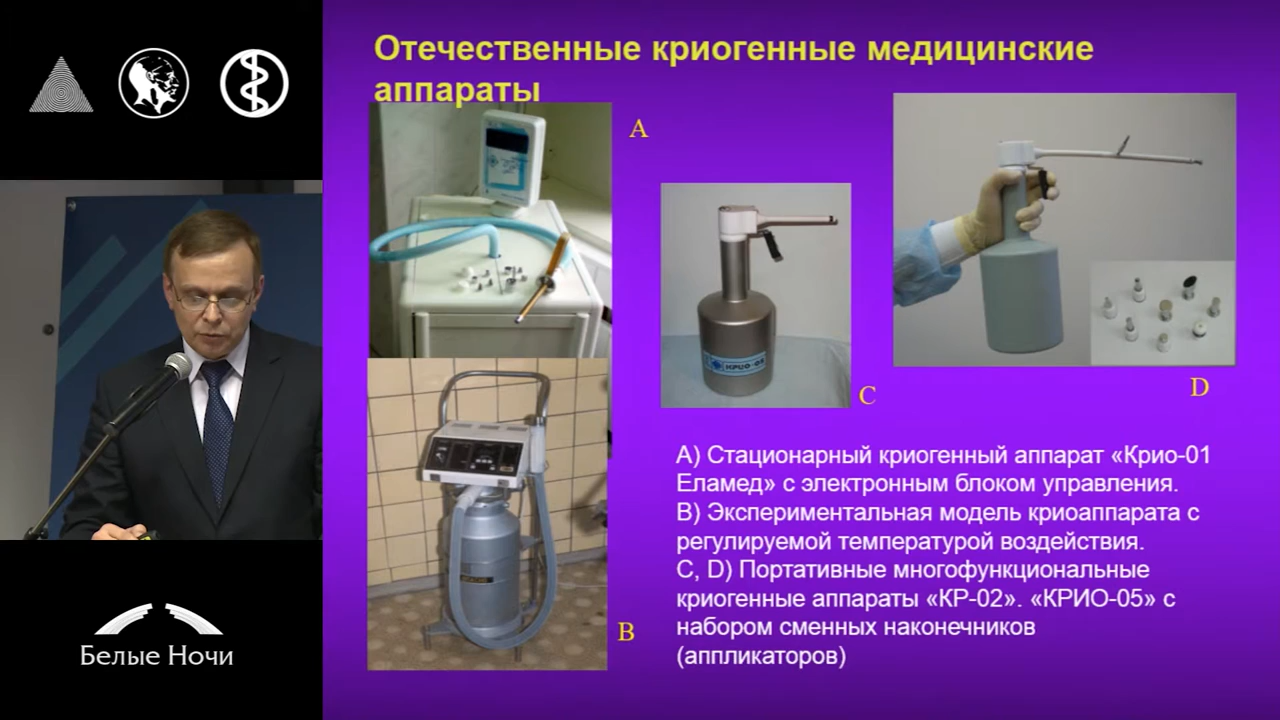 Отечественные криогенные медицинские
аппараты
A
КРИО-05
C
D
B
А) Стационарный криогенный аппарат «Крио-01
Еламед» с электронным блоком управления.
В) Экспериментальная модель криоаппарата с
регулируемой температурой воздействия.
C, D) Портативные многофункциональные
криогенные аппараты «КР-02». «КРИО-05» с
набором сменных наконечников
(аппликаторов)
Белые Ночи